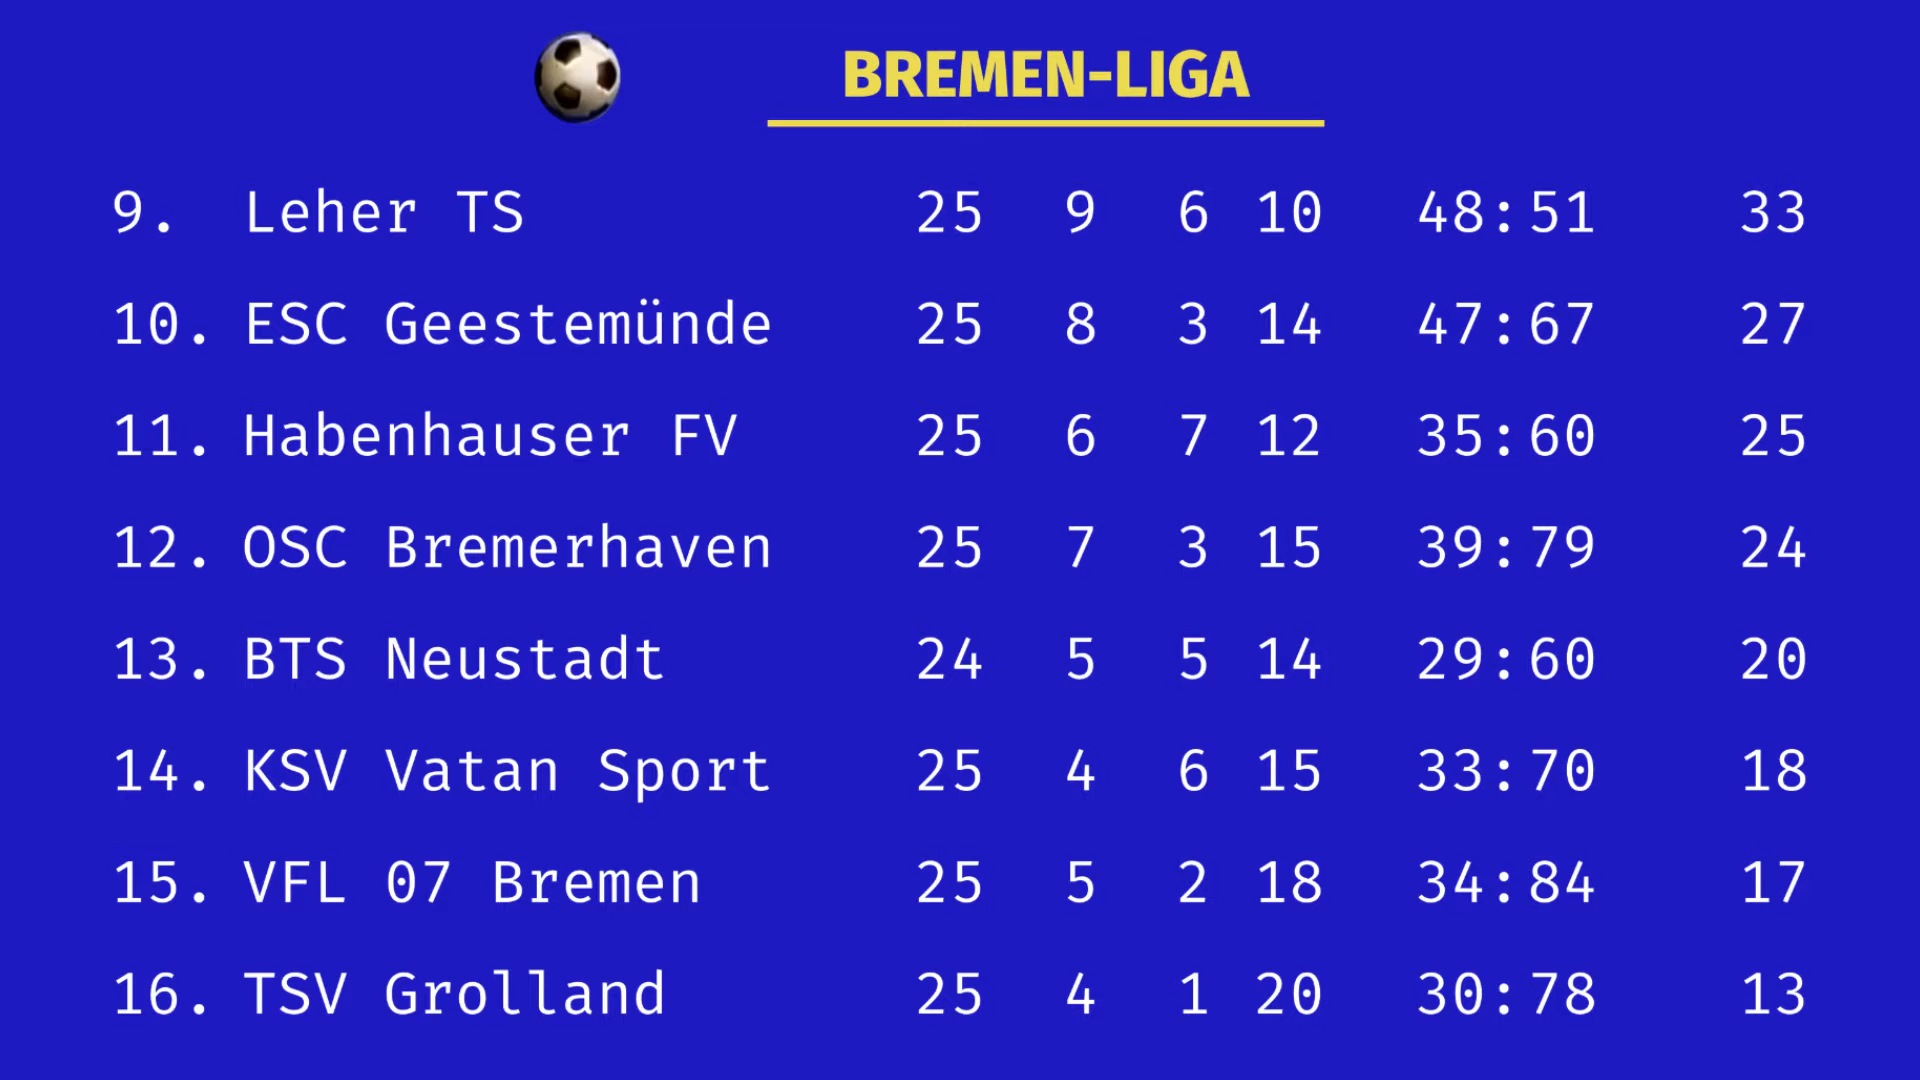 BREMEN-LIGA
9. Leher TS 25 9 6 10 48:51 33
10. ESC Geestemünde 25 8 3 14 47:67 27
11. Habenhauser FV 25 6 7 12 35:60 25
12. OSC Bremerhaven 25 7 3 15 39:79 24
13. BTS Neustadt 24 5 5 14 29:60 20
14. KSV Vatan Sport 25 4 6 15 33:70 18
15. VFL 07 Bremen 25 5 2 18 34:84 17
16. TSV Grolland 25 4 1 20 30:78 13